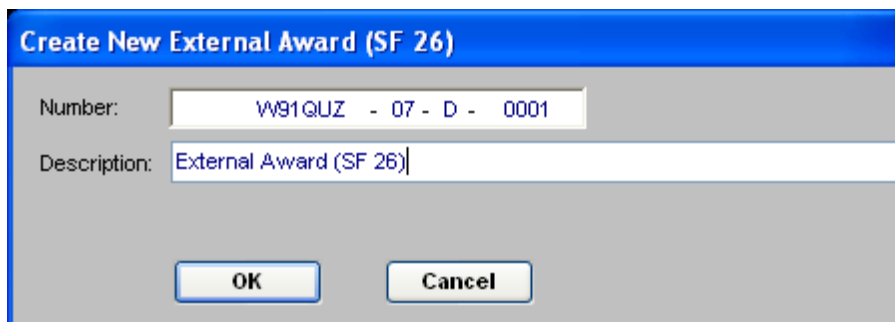 Create New External Award (SF 26)
Number: W91QUZ - 07 - D - 0001
Description: External Award (SF 26)
OK Cancel